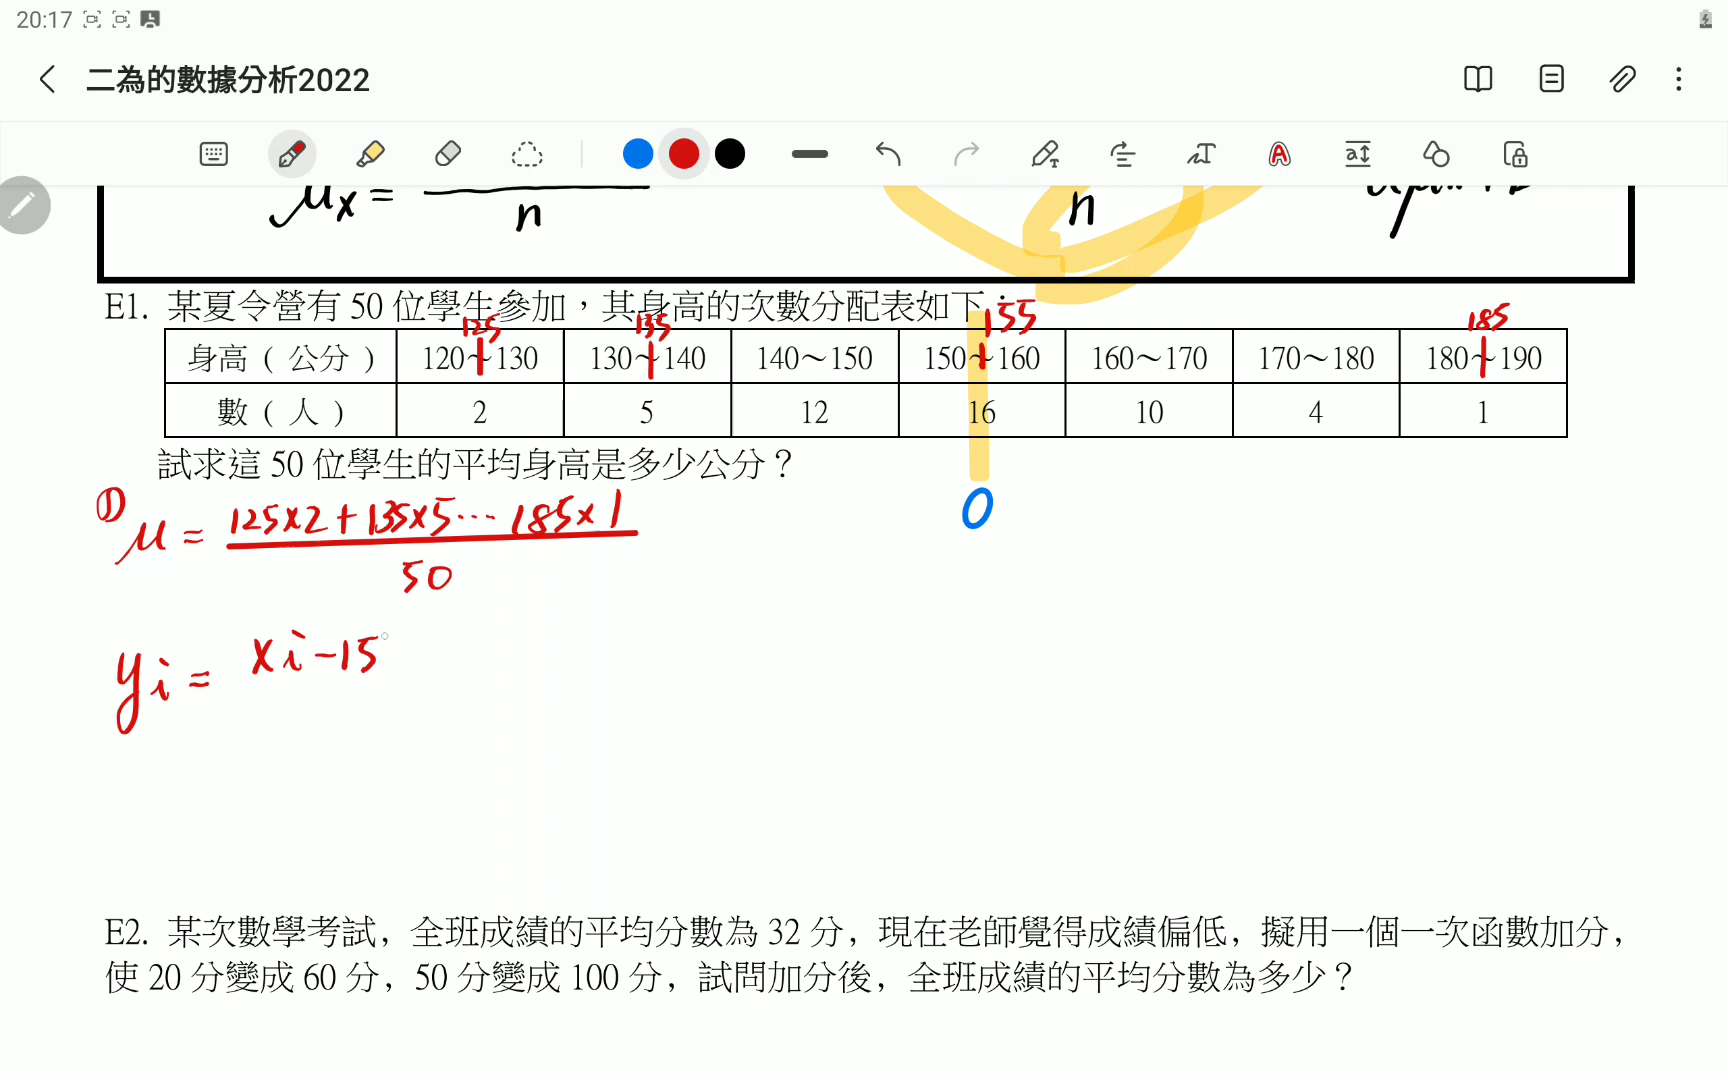 20:17
二為的數據分析2022
μx =
n
n
E1. 某夏令營有 50 位學生參加，其身高的次數分配表如下：
125 135 155 185
身高（公分） 120～130 130～140 140～150 150～160 160～170 170～180 180～190
數（人） 2 5 12 16 10 4 1
試求這 50 位學生的平均身高是多少公分？
0
① μ = 125×2+135×5… 185×1
50
yi = xi-15
E2. 某次數學考試，全班成績的平均分數為 32 分，現在老師覺得成績偏低，擬用一個一次函數加分，
使 20 分變成 60 分，50 分變成 100 分，試問加分後，全班成績的平均分數為多少？